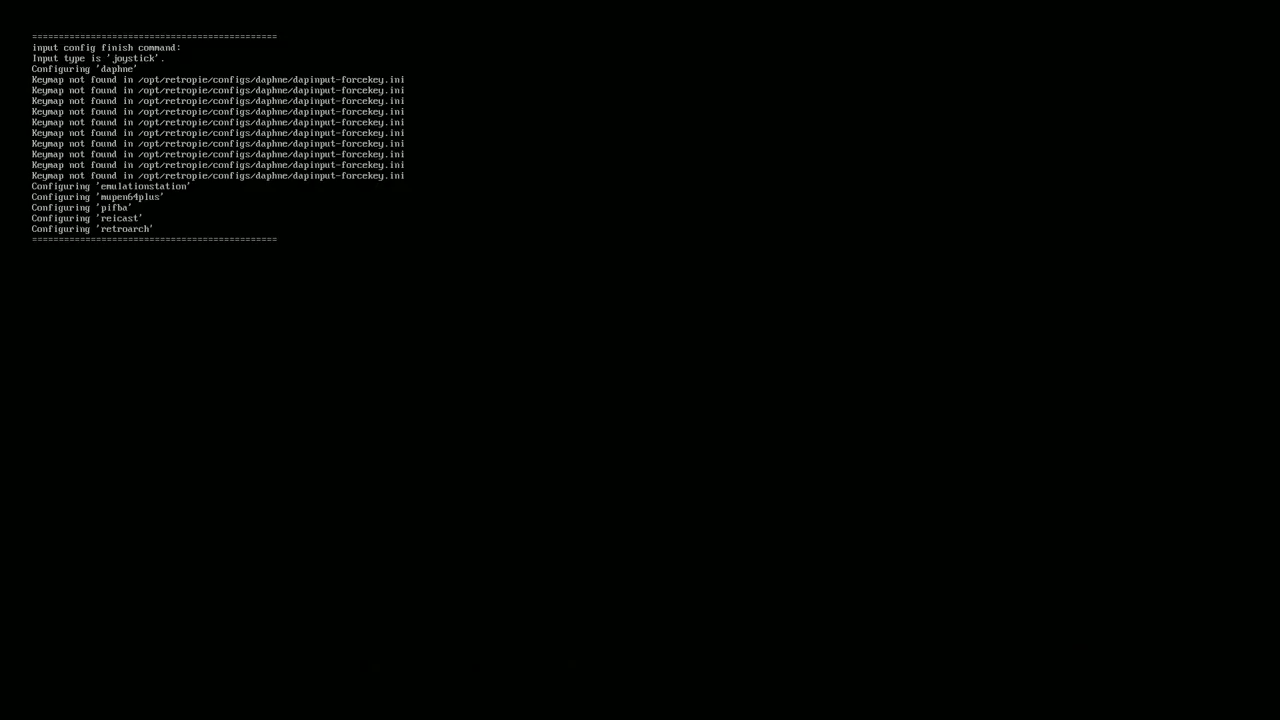 ==============================================
input config finish command:
Input type is 'joystick'.
Configuring 'daphne'
Keymap not found in /opt/retropie/configs/daphne/dapinput-forcekey.ini
Keymap not found in /opt/retropie/configs/daphne/dapinput-forcekey.ini
Keymap not found in /opt/retropie/configs/daphne/dapinput-forcekey.ini
Keymap not found in /opt/retropie/configs/daphne/dapinput-forcekey.ini
Keymap not found in /opt/retropie/configs/daphne/dapinput-forcekey.ini
Keymap not found in /opt/retropie/configs/daphne/dapinput-forcekey.ini
Keymap not found in /opt/retropie/configs/daphne/dapinput-forcekey.ini
Keymap not found in /opt/retropie/configs/daphne/dapinput-forcekey.ini
Keymap not found in /opt/retropie/configs/daphne/dapinput-forcekey.ini
Keymap not found in /opt/retropie/configs/daphne/dapinput-forcekey.ini
Configuring 'emulationstation'
Configuring 'mupen64plus'
Configuring 'pifba'
Configuring 'reicast'
Configuring 'retroarch'
==============================================